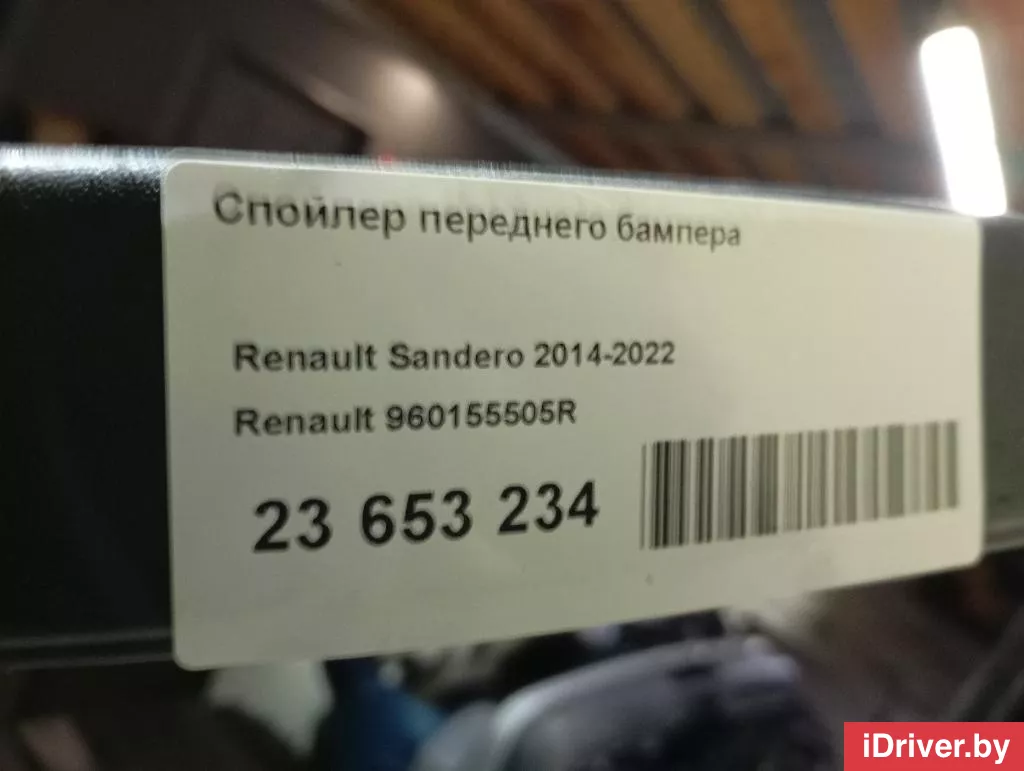 Спойлер переднего бампера
Renault Sandero 2014-2022
Renault 960155505R
23 653 234
iDriver.by